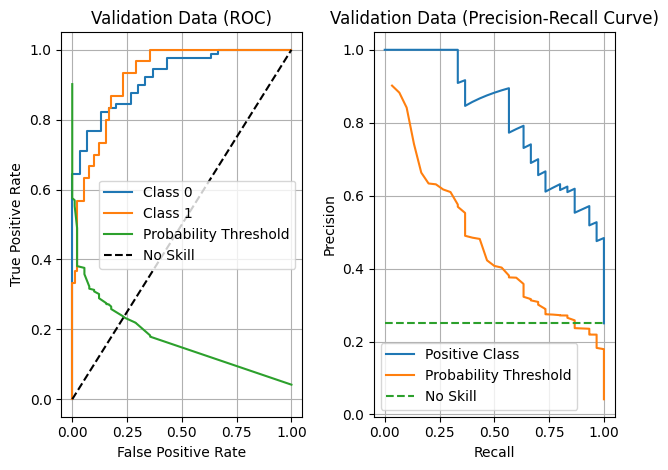 Validation Data (ROC)
True Positive Rate
1.0
0.8
0.6
0.4
0.2
0.0
Class 0
Class 1
Probability Threshold
No Skill
0.00
0.25
0.50
0.75
1.00
False Positive Rate
Validation Data (Precision-Recall Curve)
Precision
1.0
0.8
0.6
0.4
0.2
0.0
Positive Class
Probability Threshold
No Skill
0.00
0.25
0.50
0.75
1.00
Recall